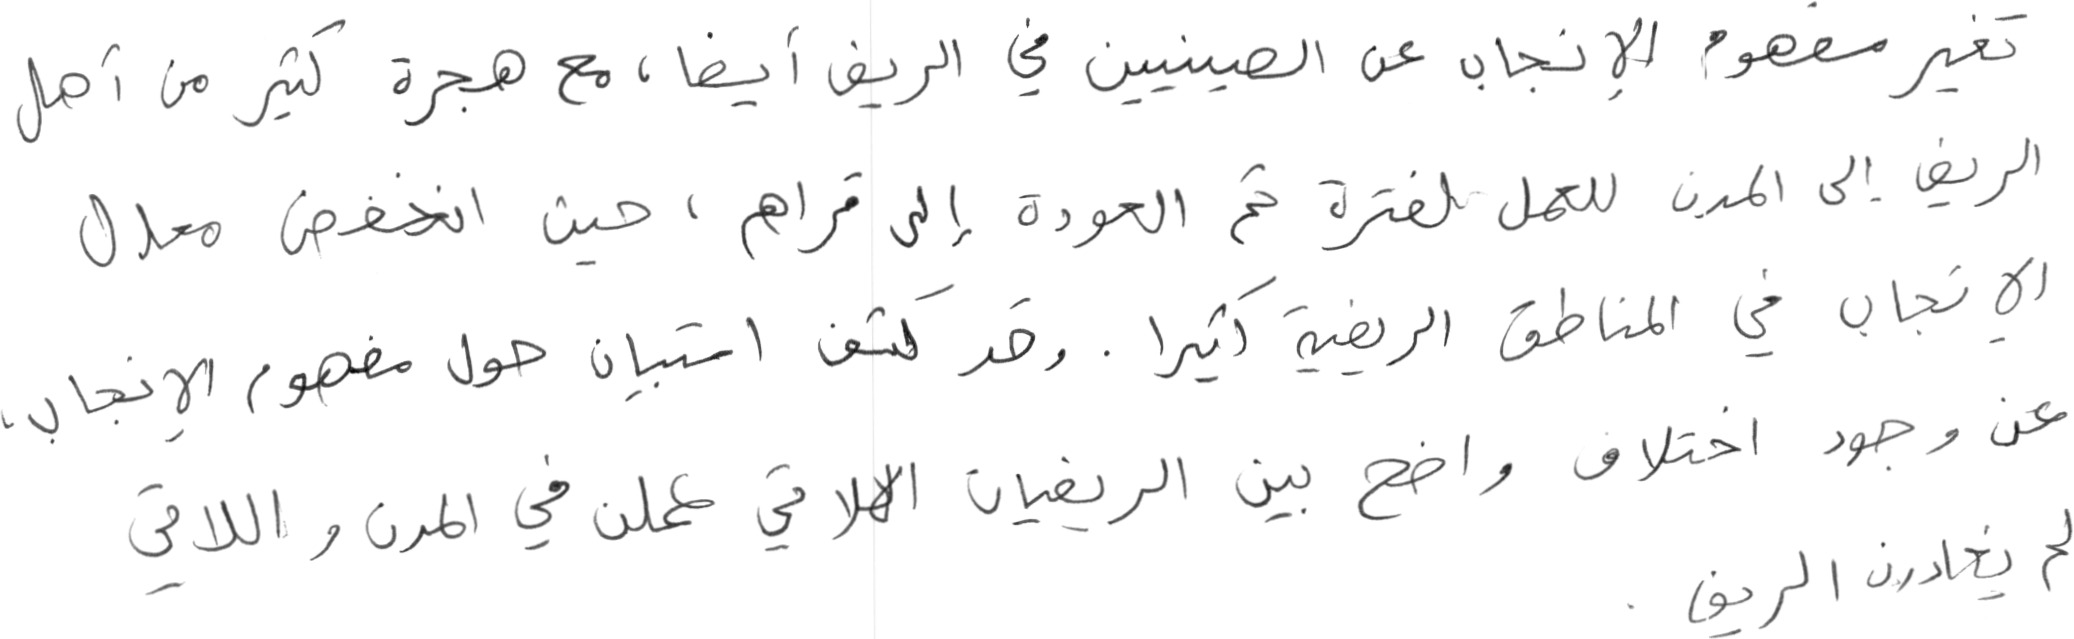 تغير مفهوم الإنجاب عن الصينيين في الريف أيضا، مع هجرة كثير من أهل
الريف إلى المدن للعمل لفترة ثم العودة إلى قراهم، حين انخفض معدل
الإنجاب في المناطق الريفية كثيرا. وقد كشف استبيان حول مفهوم الإنجاب،
عن وجود اختلاف واضح بين الريفيات اللاتي عملن في المدن و اللاتي
لم يغادرن الريف.